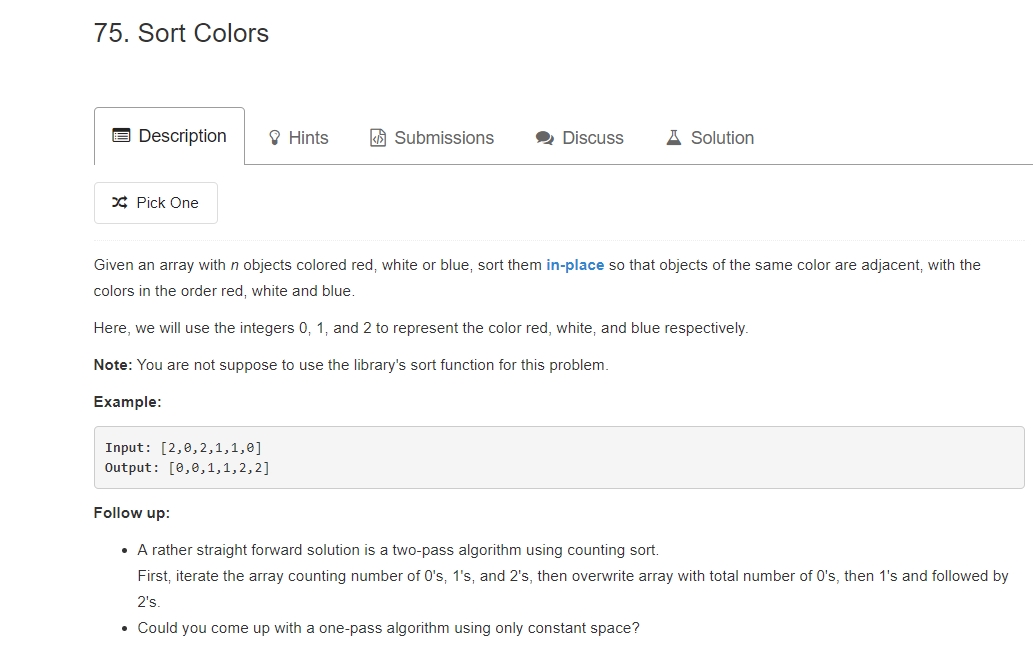 75. Sort Colors
Description
Hints
Submissions
Discuss
Solution
Pick One
Given an array with n objects colored red, white or blue, sort them in-place so that objects of the same color are adjacent, with the
colors in the order red, white and blue.
Here, we will use the integers 0, 1, and 2 to represent the color red, white, and blue respectively.
Note: You are not suppose to use the library's sort function for this problem.
Example:
Input: [2,0,2,1,1,0]
Output: [0,0,1,1,2,2]
Follow up:
• A rather straight forward solution is a two-pass algorithm using counting sort.
First, iterate the array counting number of 0's, 1's, and 2's, then overwrite array with total number of 0's, then 1's and followed by
2's.
• Could you come up with a one-pass algorithm using only constant space?